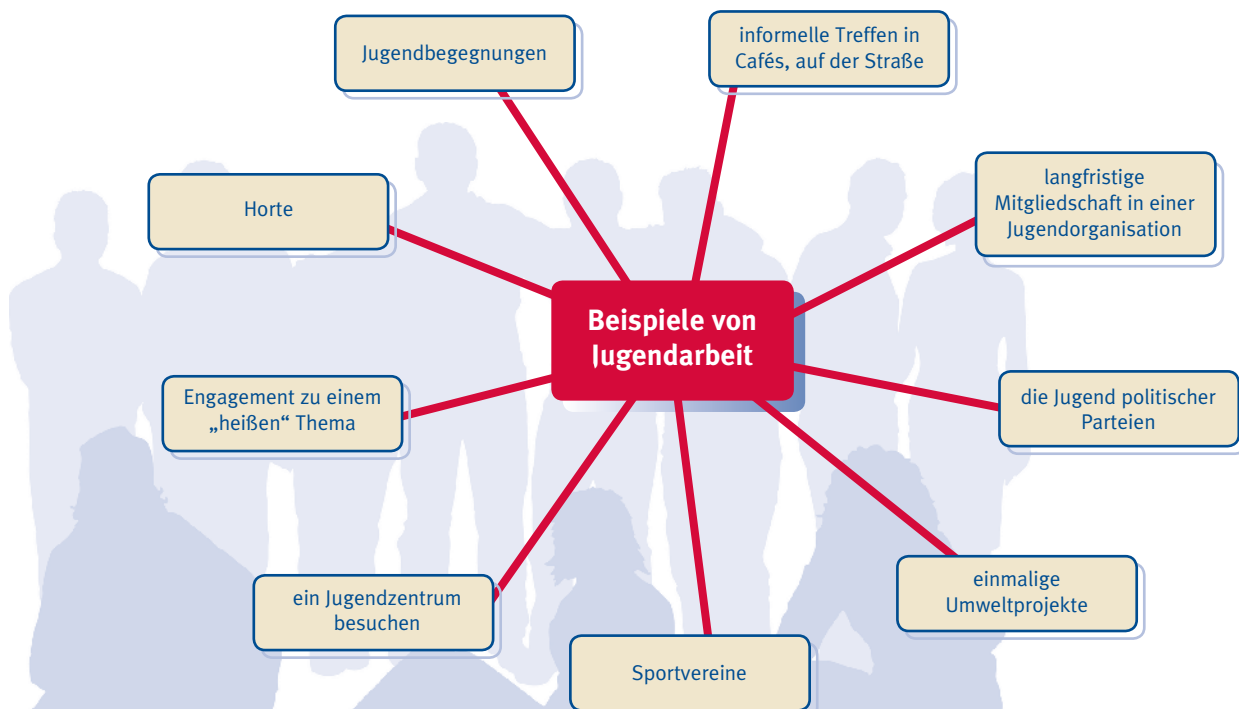 Jugendbegegnungen
informelle Treffen in
Cafés, auf der Straße
langfristige
Mitgliedschaft in einer
Jugendorganisation
Horte
Beispiele von
Jugendarbeit
Engagement zu einem
„heißen“ Thema
die Jugend politischer
Parteien
ein Jugendzentrum
besuchen
einmalige
Umweltprojekte
Sportvereine